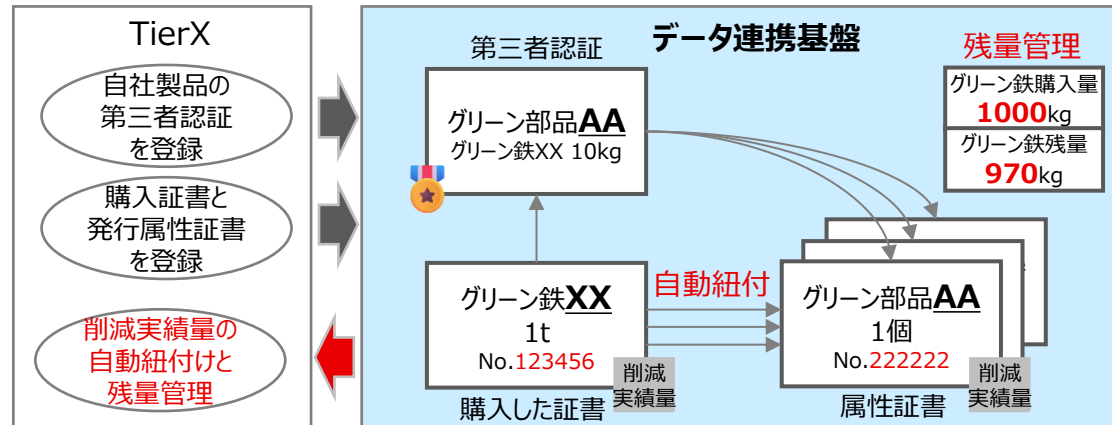 TierX
自社製品の
第三者認証
を登録
購入証書と
発行属性証書
を登録
削減実績量の
自動紐付けと
残量管理
データ連携基盤
第三者認証
グリーン部品AA
グリーン鉄XX 10kg
残量管理
グリーン鉄購入量
1000kg
グリーン鉄残量
970kg
グリーン鉄XX
1t
No.123456
削減
実績量
購入した証書
自動紐付
グリーン部品AA
1個
No.222222
削減
実績量
属性証書